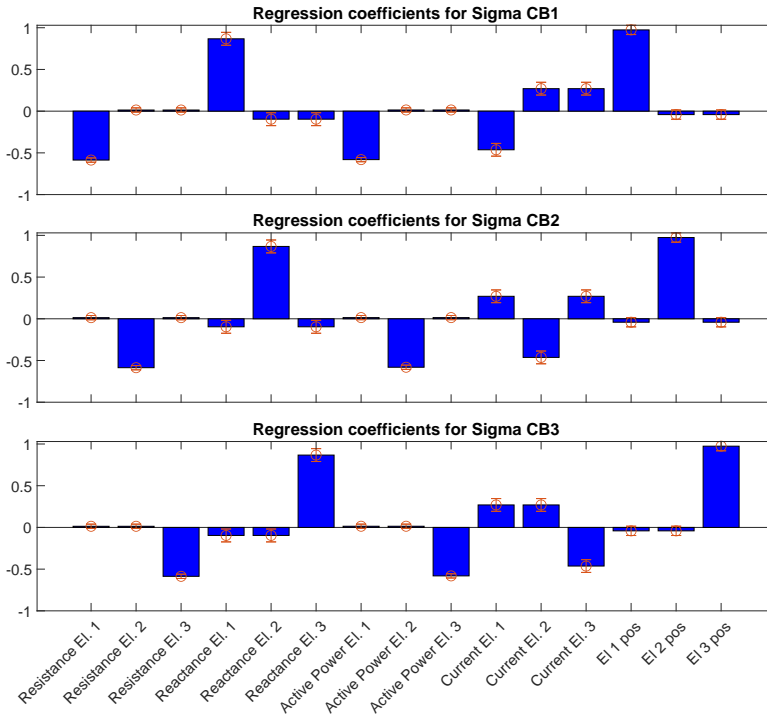 Regression coefficients for Sigma CB1
1
0.5
0
-0.5
-1
Regression coefficients for Sigma CB2
1
0.5
0
-0.5
-1
Regression coefficients for Sigma CB3
1
0.5
0
-0.5
-1
Resistance El. 1
Resistance El. 2
Resistance El. 3
Reactance El. 1
Reactance El. 2
Reactance El. 3
Active Power El. 1
Active Power El. 2
Active Power El. 3
Current El. 1
Current El. 2
Current El. 3
El 1 pos
El 2 pos
El 3 pos